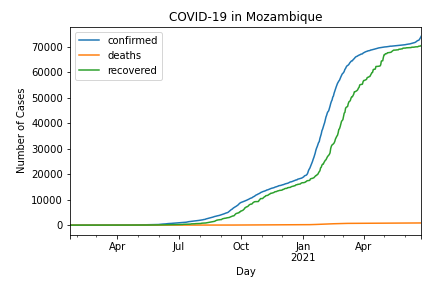 COVID-19 in Mozambique
confirmed
deaths
recovered
Number of Cases
70000
60000
50000
40000
30000
20000
10000
0
Apr
Jul
Oct
Jan
2021
Apr
Day